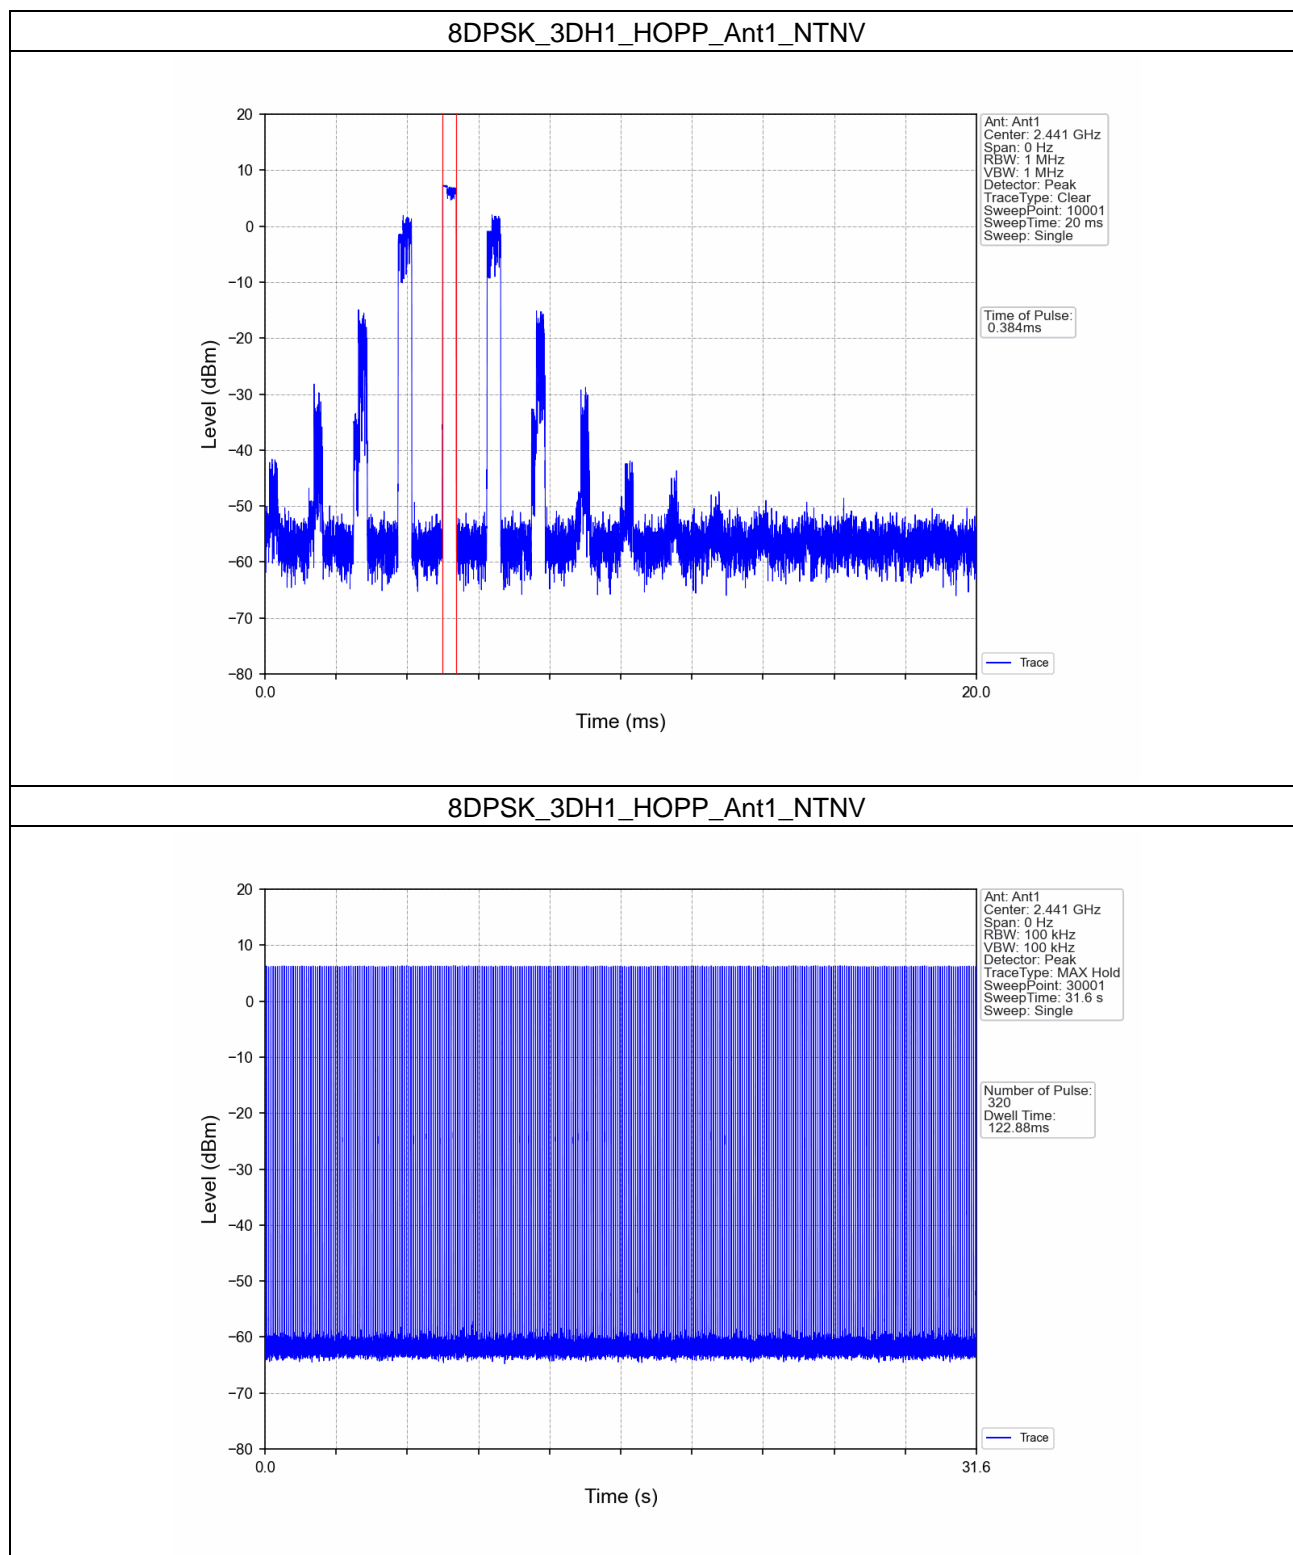 8DPSK_3DH1_HOPP_Ant1_NTNV
20
10
0
−10
−20
−30
−40
−50
−60
−70
−80
Level (dBm)
0.0
20.0
Time (ms)
Ant: Ant1
Center: 2.441 GHz
Span: 0 Hz
RBW: 1 MHz
VBW: 1 MHz
Detector: Peak
TraceType: Clear
SweepPoint: 10001
SweepTime: 20 ms
Sweep: Single
Time of Pulse:
0.384ms
Trace
8DPSK_3DH1_HOPP_Ant1_NTNV
20
10
0
−10
−20
−30
−40
−50
−60
−70
−80
Level (dBm)
0.0
31.6
Time (s)
Ant: Ant1
Center: 2.441 GHz
Span: 0 Hz
RBW: 100 kHz
VBW: 100 kHz
Detector: Peak
TraceType: MAX Hold
SweepPoint: 30001
SweepTime: 31.6 s
Sweep: Single
Number of Pulse:
320
Dwell Time:
122.88ms
Trace